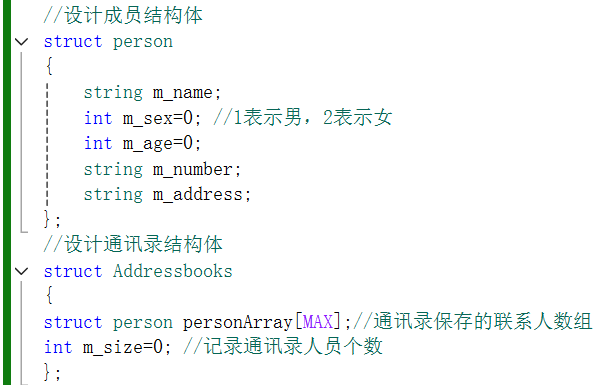 //设计成员结构体
struct person
{
    string m_name;
    int m_sex=0; //1表示男，2表示女
    int m_age=0;
    string m_number;
    string m_address;
};
//设计通讯录结构体
struct Addressbooks
{
struct person personArray[MAX];//通讯录保存的联系人数组
int m_size=0; //记录通讯录人员个数
};